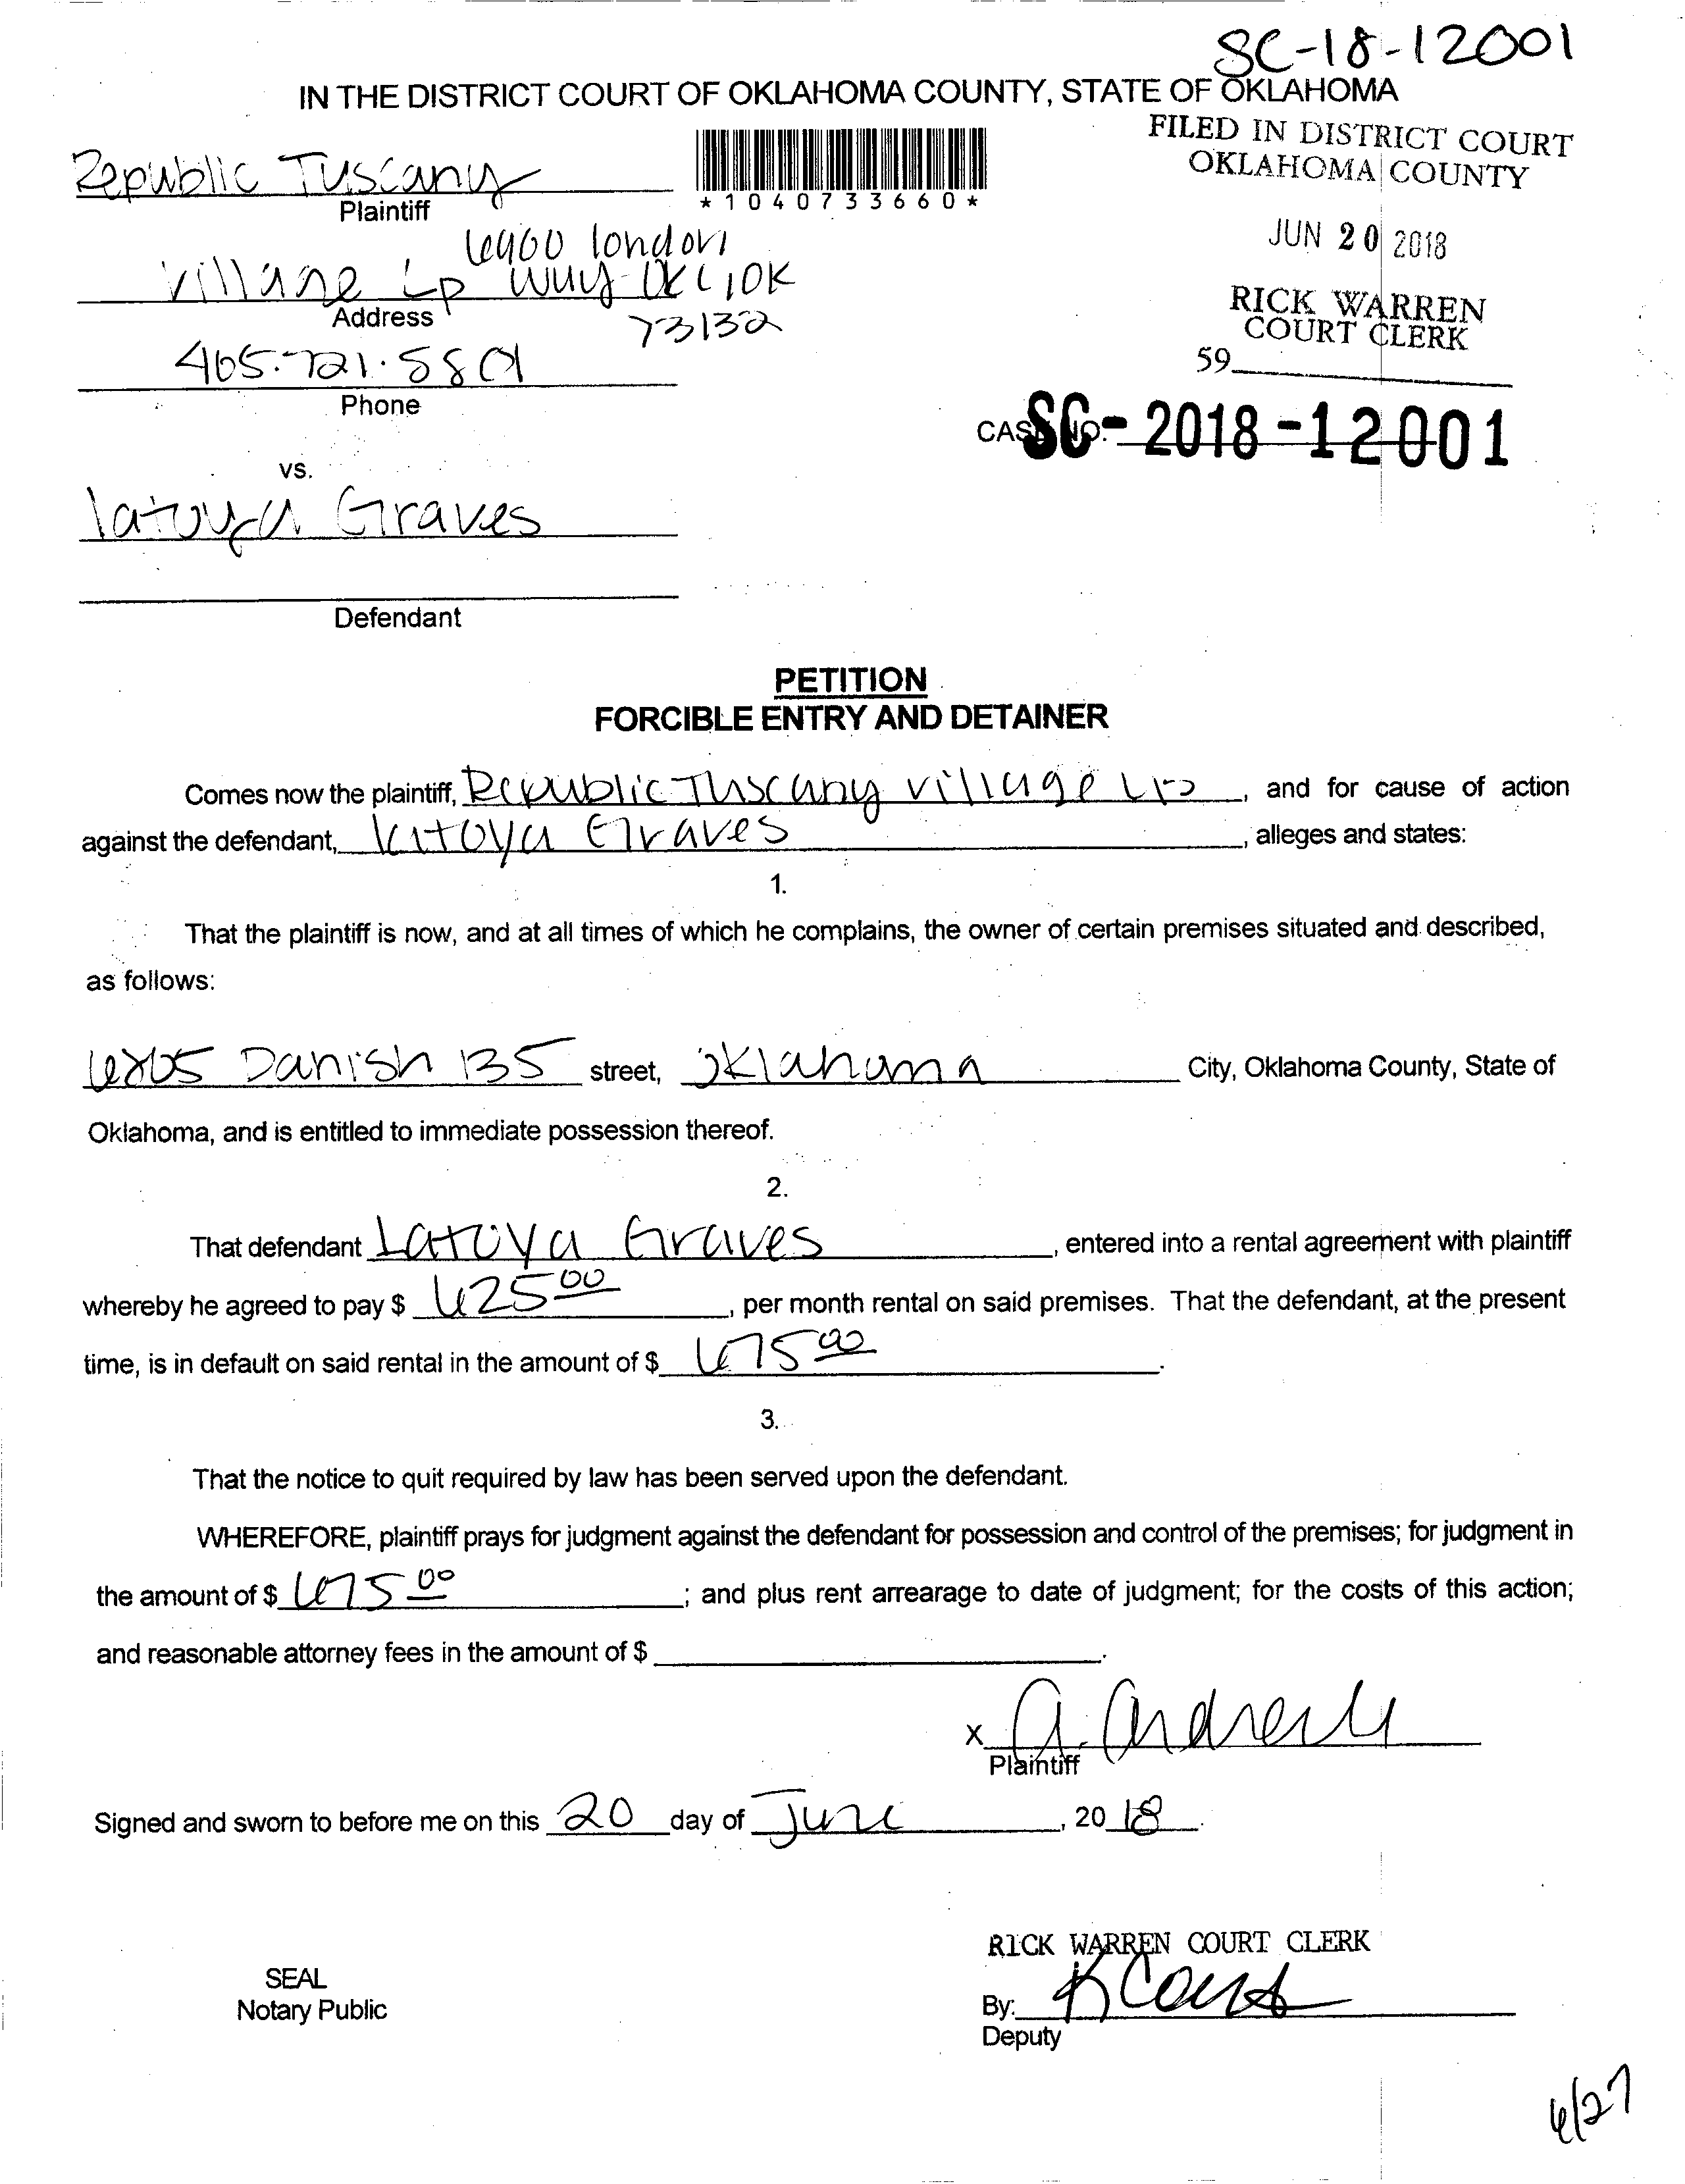 SC-18-12001
IN THE DISTRICT COURT OF OKLAHOMA COUNTY, STATE OF OKLAHOMA
FILED IN DISTRICT COURT
OKLAHOMA COUNTY
JUN 20 2018
RICK WARREN
COURT CLERK
59
*1040733660*
Republic Tuscany
Plaintiff
6900 london
Village Lp Way OKC, OK
Address
73132
405.721.5801
Phone
CASE NO. SC-2018-12001
vs.
latoya Graves
Defendant
PETITION
FORCIBLE ENTRY AND DETAINER
Comes now the plaintiff, Republic Tuscany village LP, and for cause of action
against the defendant, latoya Graves, alleges and states:
1.
That the plaintiff is now, and at all times of which he complains, the owner of certain premises situated and described,
as follows:
6805 Danish 135 street, oklahoma City, Oklahoma County, State of
Oklahoma, and is entitled to immediate possession thereof.
2.
That defendant Latoya Graves, entered into a rental agreement with plaintiff
whereby he agreed to pay $ 625 00, per month rental on said premises. That the defendant, at the present
time, is in default on said rental in the amount of $ 675 00.
3.
That the notice to quit required by law has been served upon the defendant.
WHEREFORE, plaintiff prays for judgment against the defendant for possession and control of the premises; for judgment in
the amount of $ 675 00; and plus rent arrearage to date of judgment; for the costs of this action;
and reasonable attorney fees in the amount of $.
x A.
Plaintiff
Signed and sworn to before me on this 20 day of June, 2018.
RICK WARREN COURT CLERK
SEAL
Notary Public
By: K
Deputy
6/27